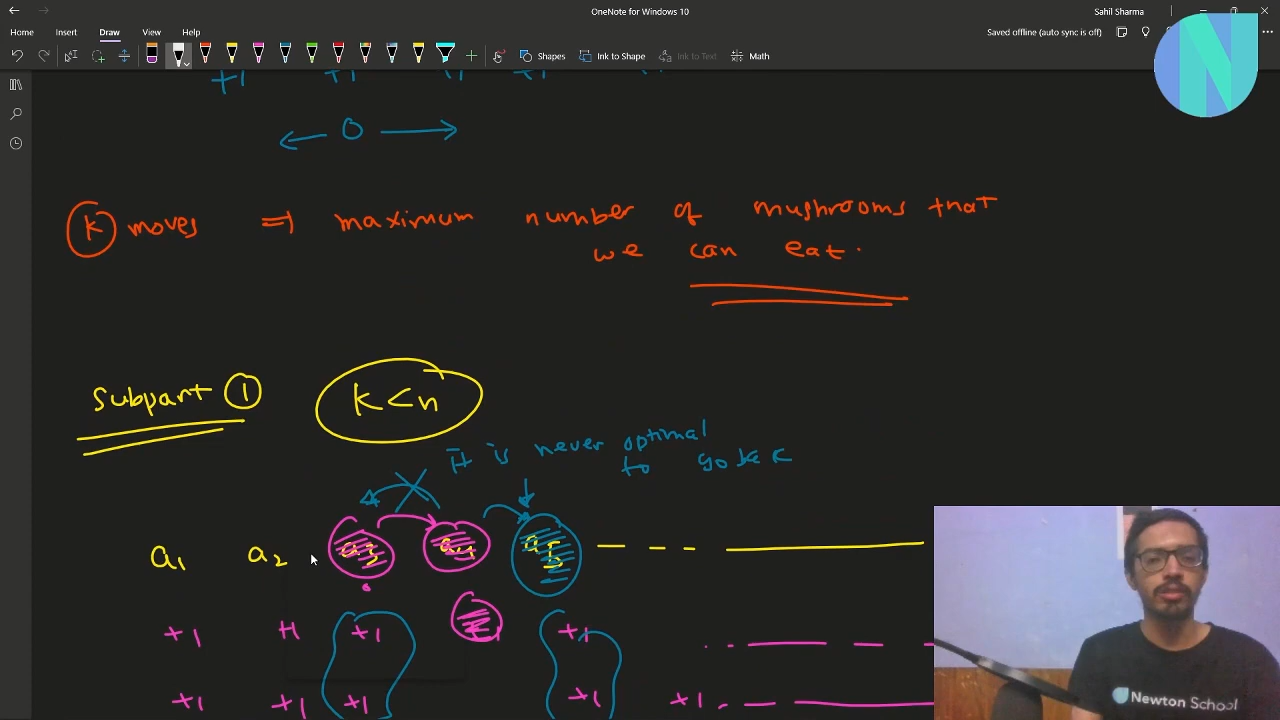 OneNote for Windows 10
Sahil Sharma
Home Insert Draw View Help
Saved offline (auto sync is off)
Shapes Ink to Shape Ink to Text Math
+1 +1 +1
← 0 →
k moves ⇒ maximum number of mushrooms that
we can eat.
Subpart 1 k < n
It is never optimal
to go
a1 a2 a3 a4 a5
+1 +1 +1 +1
+1 +1 +1 +1 +1
Newton School